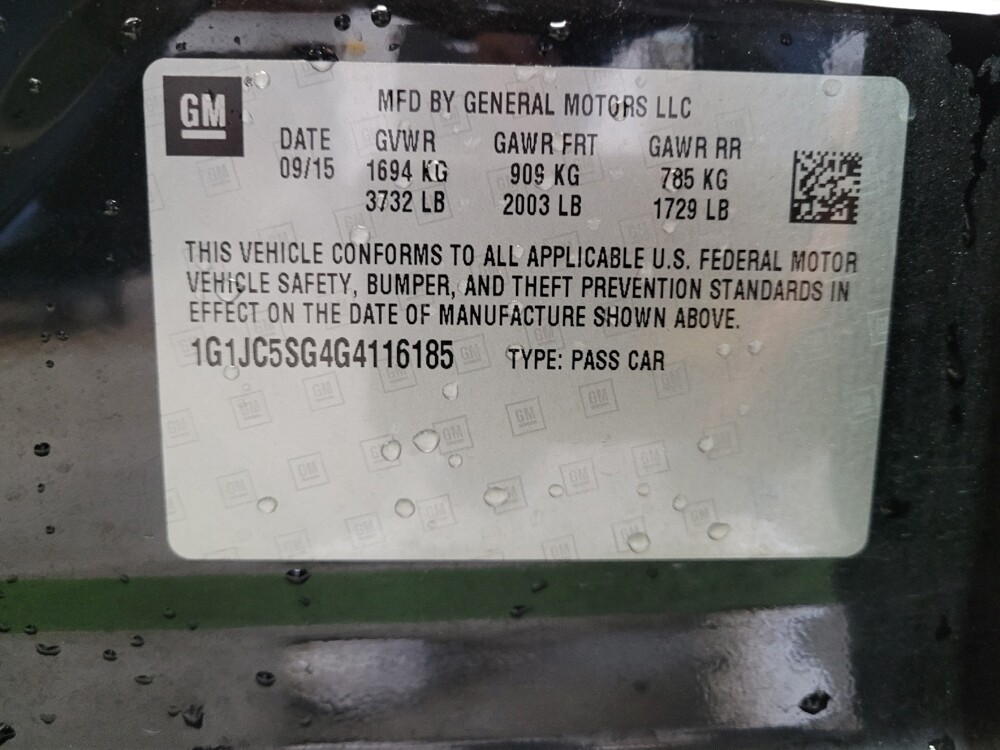 GM
MFD BY GENERAL MOTORS LLC
DATE GVWR GAWR FRT GAWR RR
09/15 1694 KG 909 KG 785 KG
3732 LB 2003 LB 1729 LB
THIS VEHICLE CONFORMS TO ALL APPLICABLE U.S. FEDERAL MOTOR
VEHICLE SAFETY, BUMPER, AND THEFT PREVENTION STANDARDS IN
EFFECT ON THE DATE OF MANUFACTURE SHOWN ABOVE.
1G1JC5SG4G4116185 TYPE: PASS CAR